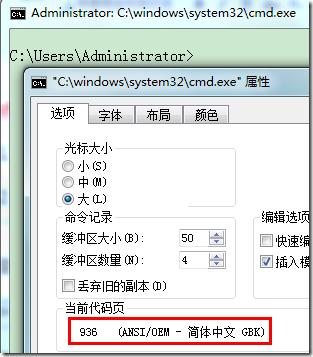 Administrator: C:\windows\system32\cmd.exe
C:\Users\Administrator>
"C:\windows\system32\cmd.exe" 属性
选项 字体 布局 颜色
光标大小
小(S)
中(M)
大(L)
命令记录
缓冲区大小(B): 50
缓冲区数量(N): 4
丢弃旧的副本(D)
编辑选项
快速编
插入模
当前代码页
936 (ANSI/OEM - 简体中文 GBK)